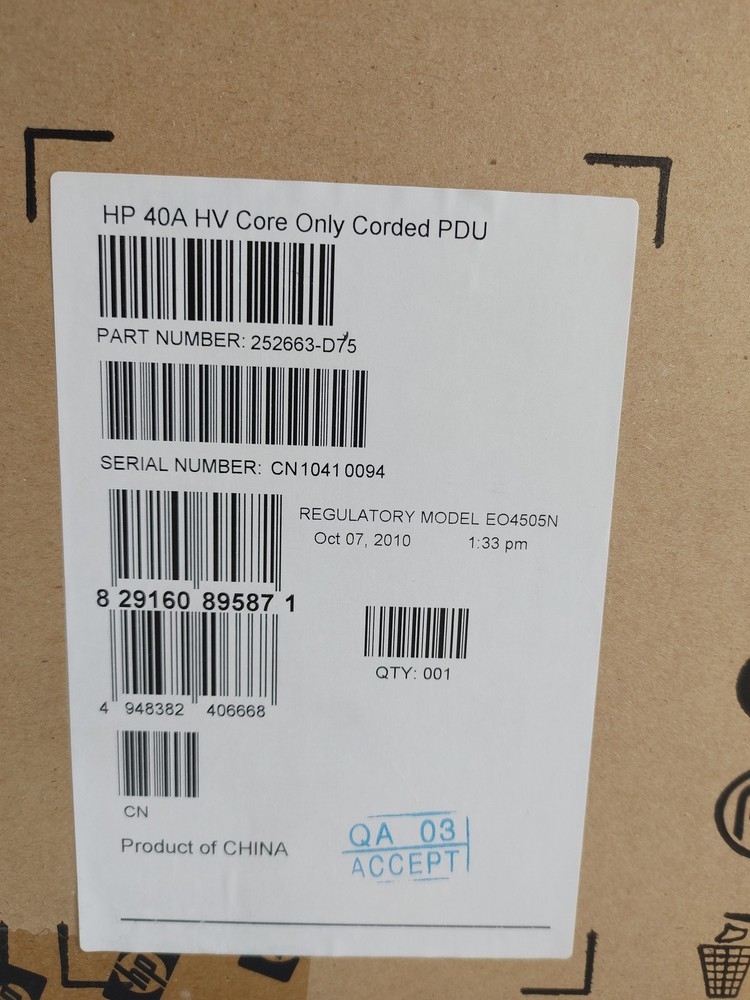 HP 40A HV Core Only Corded PDU
PART NUMBER: 252663-D75
SERIAL NUMBER: CN10410094
REGULATORY MODEL EO4505N
Oct 07, 2010 1:33 pm
8 29160 89587 1
QTY: 001
4 948382 406668
CN
Product of CHINA
QA 03
ACCEPT
hp